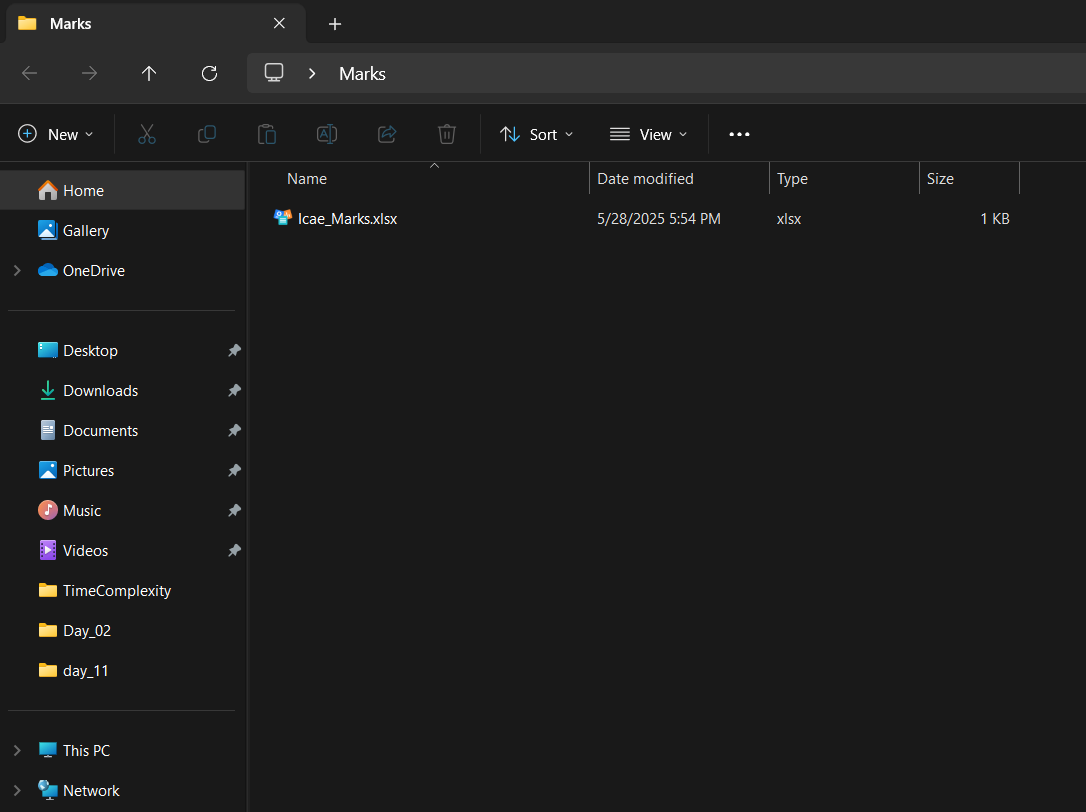 Marks
Marks
New
Sort
View
Home
Gallery
OneDrive
Desktop
Downloads
Documents
Pictures
Music
Videos
TimeComplexity
Day_02
day_11
This PC
Network
Name Date modified Type Size
Icae_Marks.xlsx 5/28/2025 5:54 PM xlsx 1 KB